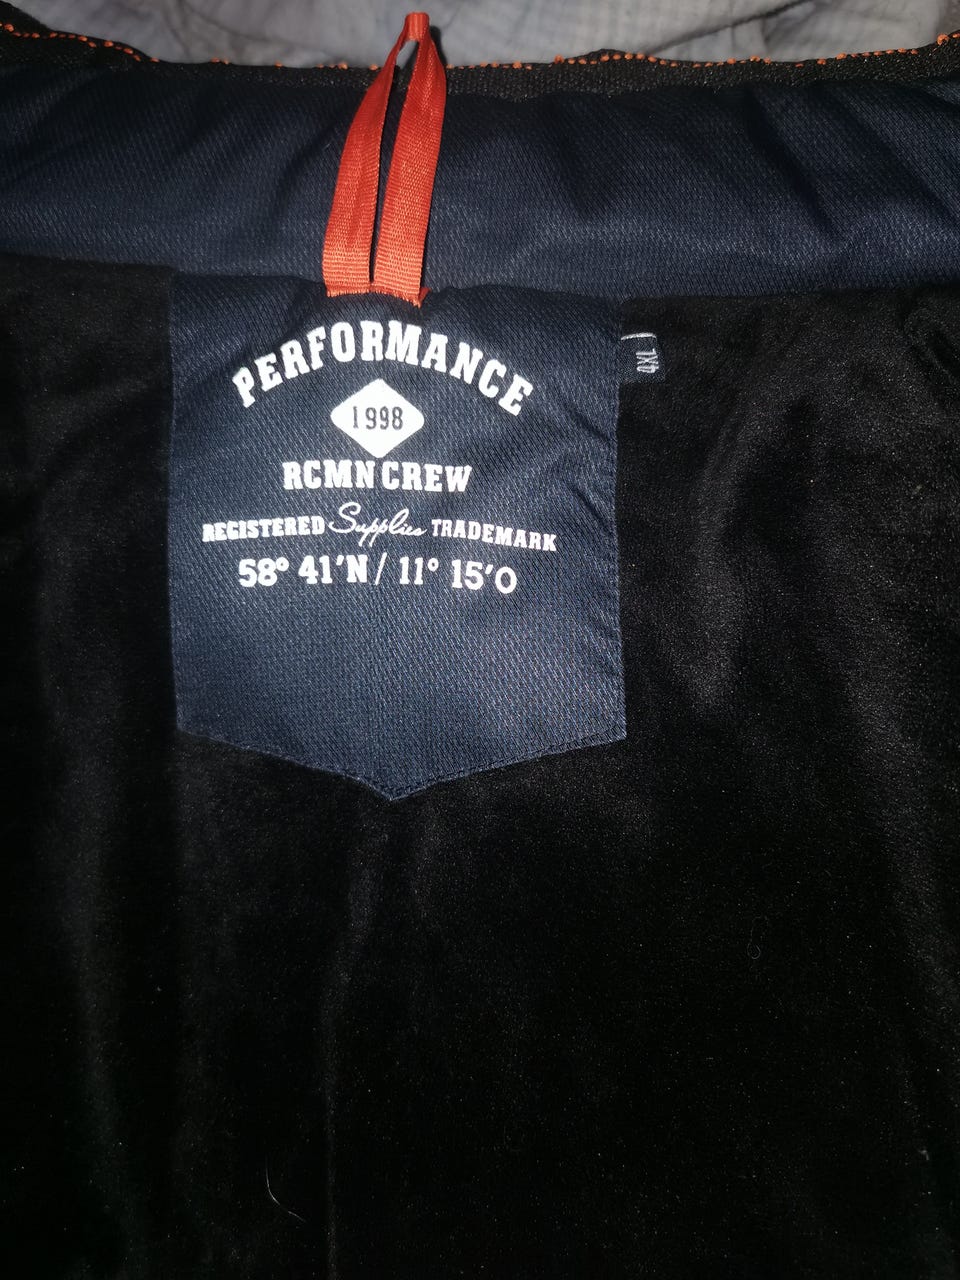 PERFORMANCE
1998
RCMN CREW
REGISTERED Supplies TRADEMARK
58° 41'N / 11° 15'O
4XL